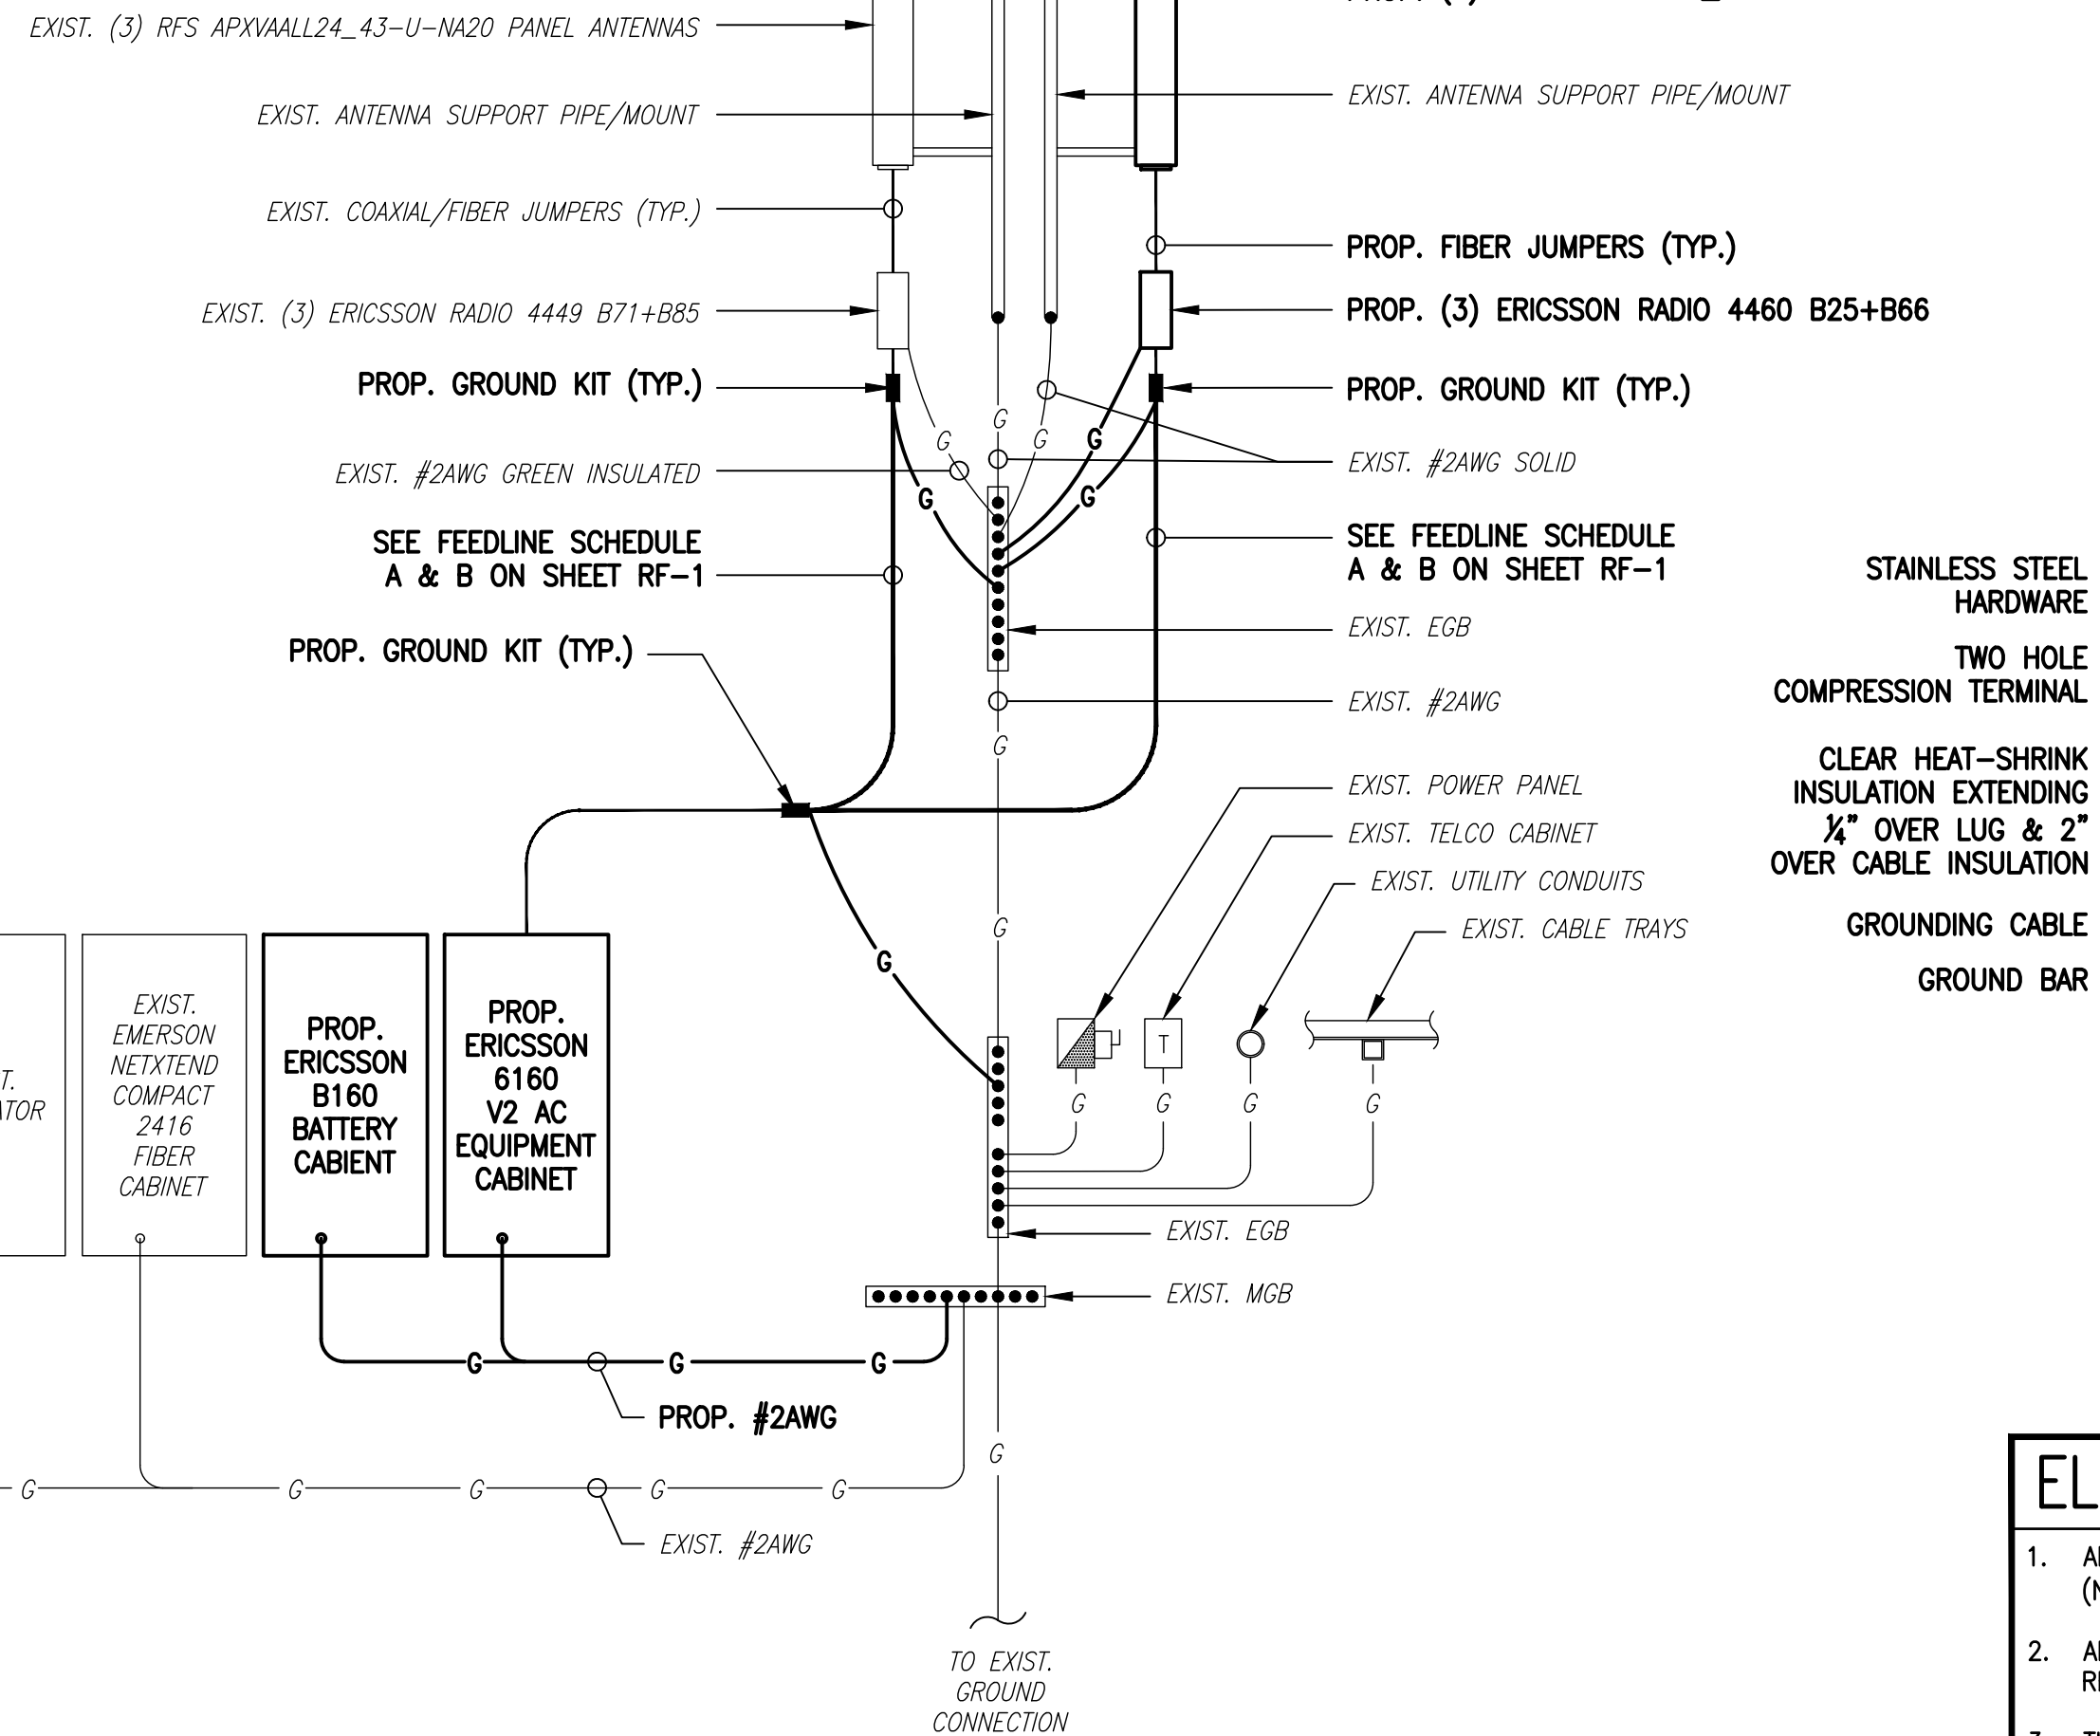 EXIST. (3) RFS APXVAALL24_43-U-NA20 PANEL ANTENNAS
EXIST. ANTENNA SUPPORT PIPE/MOUNT
EXIST. COAXIAL/FIBER JUMPERS (TYP.)
EXIST. (3) ERICSSON RADIO 4449 B71+B85
PROP. GROUND KIT (TYP.)
EXIST. #2AWG GREEN INSULATED
SEE FEEDLINE SCHEDULE
A & B ON SHEET RF-1
PROP. GROUND KIT (TYP.)
EXIST. ANTENNA SUPPORT PIPE/MOUNT
PROP. FIBER JUMPERS (TYP.)
PROP. (3) ERICSSON RADIO 4460 B25+B66
PROP. GROUND KIT (TYP.)
EXIST. #2AWG SOLID
SEE FEEDLINE SCHEDULE
A & B ON SHEET RF-1
EXIST. EGB
EXIST. #2AWG
EXIST. POWER PANEL
EXIST. TELCO CABINET
EXIST. UTILITY CONDUITS
EXIST. CABLE TRAYS
STAINLESS STEEL
HARDWARE
TWO HOLE
COMPRESSION TERMINAL
CLEAR HEAT-SHRINK
INSULATION EXTENDING
¼" OVER LUG & 2"
OVER CABLE INSULATION
GROUNDING CABLE
GROUND BAR
G
G
G
G
G
G
G
G
G
T
G
G
G
G
EXIST.
EMERSON
NETXTEND
COMPACT
2416
FIBER
CABINET
PROP.
ERICSSON
B160
BATTERY
CABIENT
PROP.
ERICSSON
6160
V2 AC
EQUIPMENT
CABINET
EXIST. EGB
EXIST. MGB
G
G
G
PROP. #2AWG
G
G
G
G
G
G
EXIST. #2AWG
TO EXIST.
GROUND
CONNECTION
1.
2.